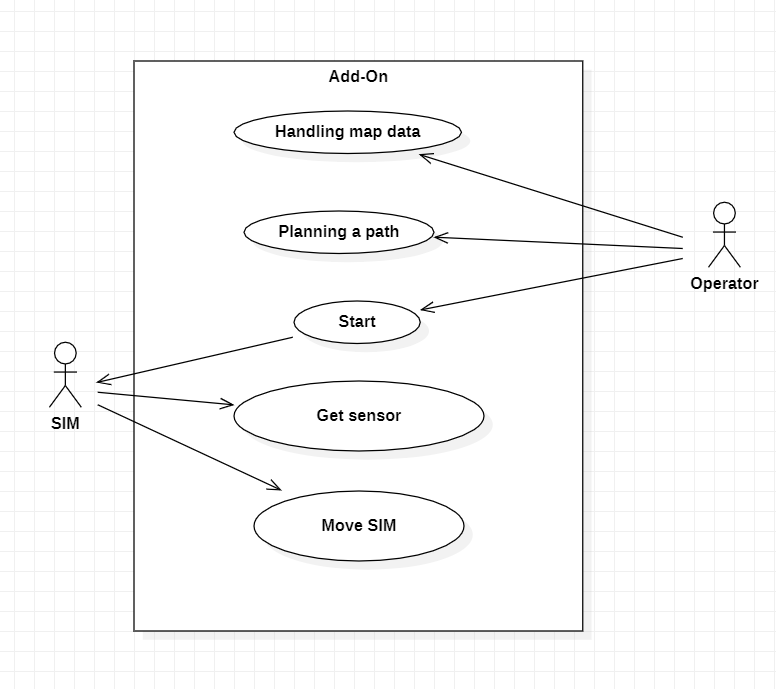 Add-On
Handling map data
Planning a path
Operator
Start
SIM
Get sensor
Move SIM